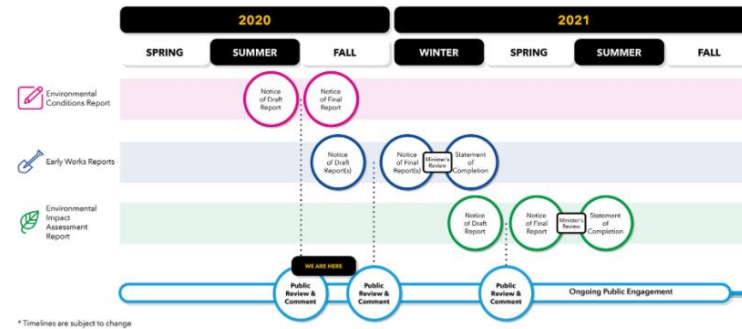 2020
2021
SPRING
SUMMER
FALL
WINTER
SPRING
SUMMER
FALL
Environmental
Conditions Report
Notice
of Draft
Report
Notice
of Final
Report
Early Works Reports
Notice
of Draft
Report(s)
Notice
of Final
Report(s)
Minister's
Review
Statement
of
Completion
Environmental
Impact
Assessment
Report
Notice
of Draft
Report
Notice
of Final
Report
Minister's
Review
Statement
of
Completion
WE ARE HERE
Public
Review &
Comment
Public
Review &
Comment
Public
Review &
Comment
Ongoing Public Engagement
* Timelines are subject to change